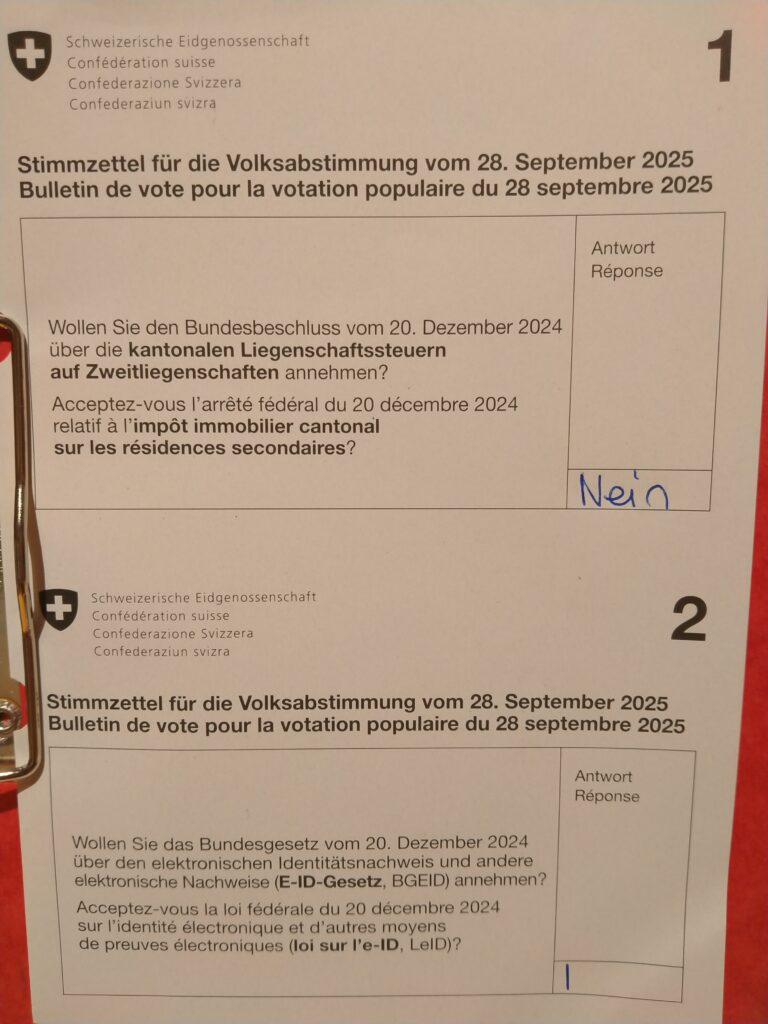 Schweizerische Eidgenossenschaft
Confédération suisse
Confederazione Svizzera
Confederaziun svizra
1
Stimmzettel für die Volksabstimmung vom 28. September 2025
Bulletin de vote pour la votation populaire du 28 septembre 2025
Antwort
Réponse
Wollen Sie den Bundesbeschluss vom 20. Dezember 2024
über die kantonalen Liegenschaftssteuern
auf Zweitliegenschaften annehmen?
Acceptez-vous l'arrêté fédéral du 20 décembre 2024
relatif à l'impôt immobilier cantonal
sur les résidences secondaires?
Nein
Schweizerische Eidgenossenschaft
Confédération suisse
Confederazione Svizzera
Confederaziun svizra
2
Stimmzettel für die Volksabstimmung vom 28. September 2025
Bulletin de vote pour la votation populaire du 28 septembre 2025
Antwort
Réponse
Wollen Sie das Bundesgesetz vom 20. Dezember 2024
über den elektronischen Identitätsnachweis und andere
elektronische Nachweise (E-ID-Gesetz, BGEID) annehmen?
Acceptez-vous la loi fédérale du 20 décembre 2024
sur l'identité électronique et d'autres moyens
de preuves électroniques (loi sur l'e-ID, LeID)?